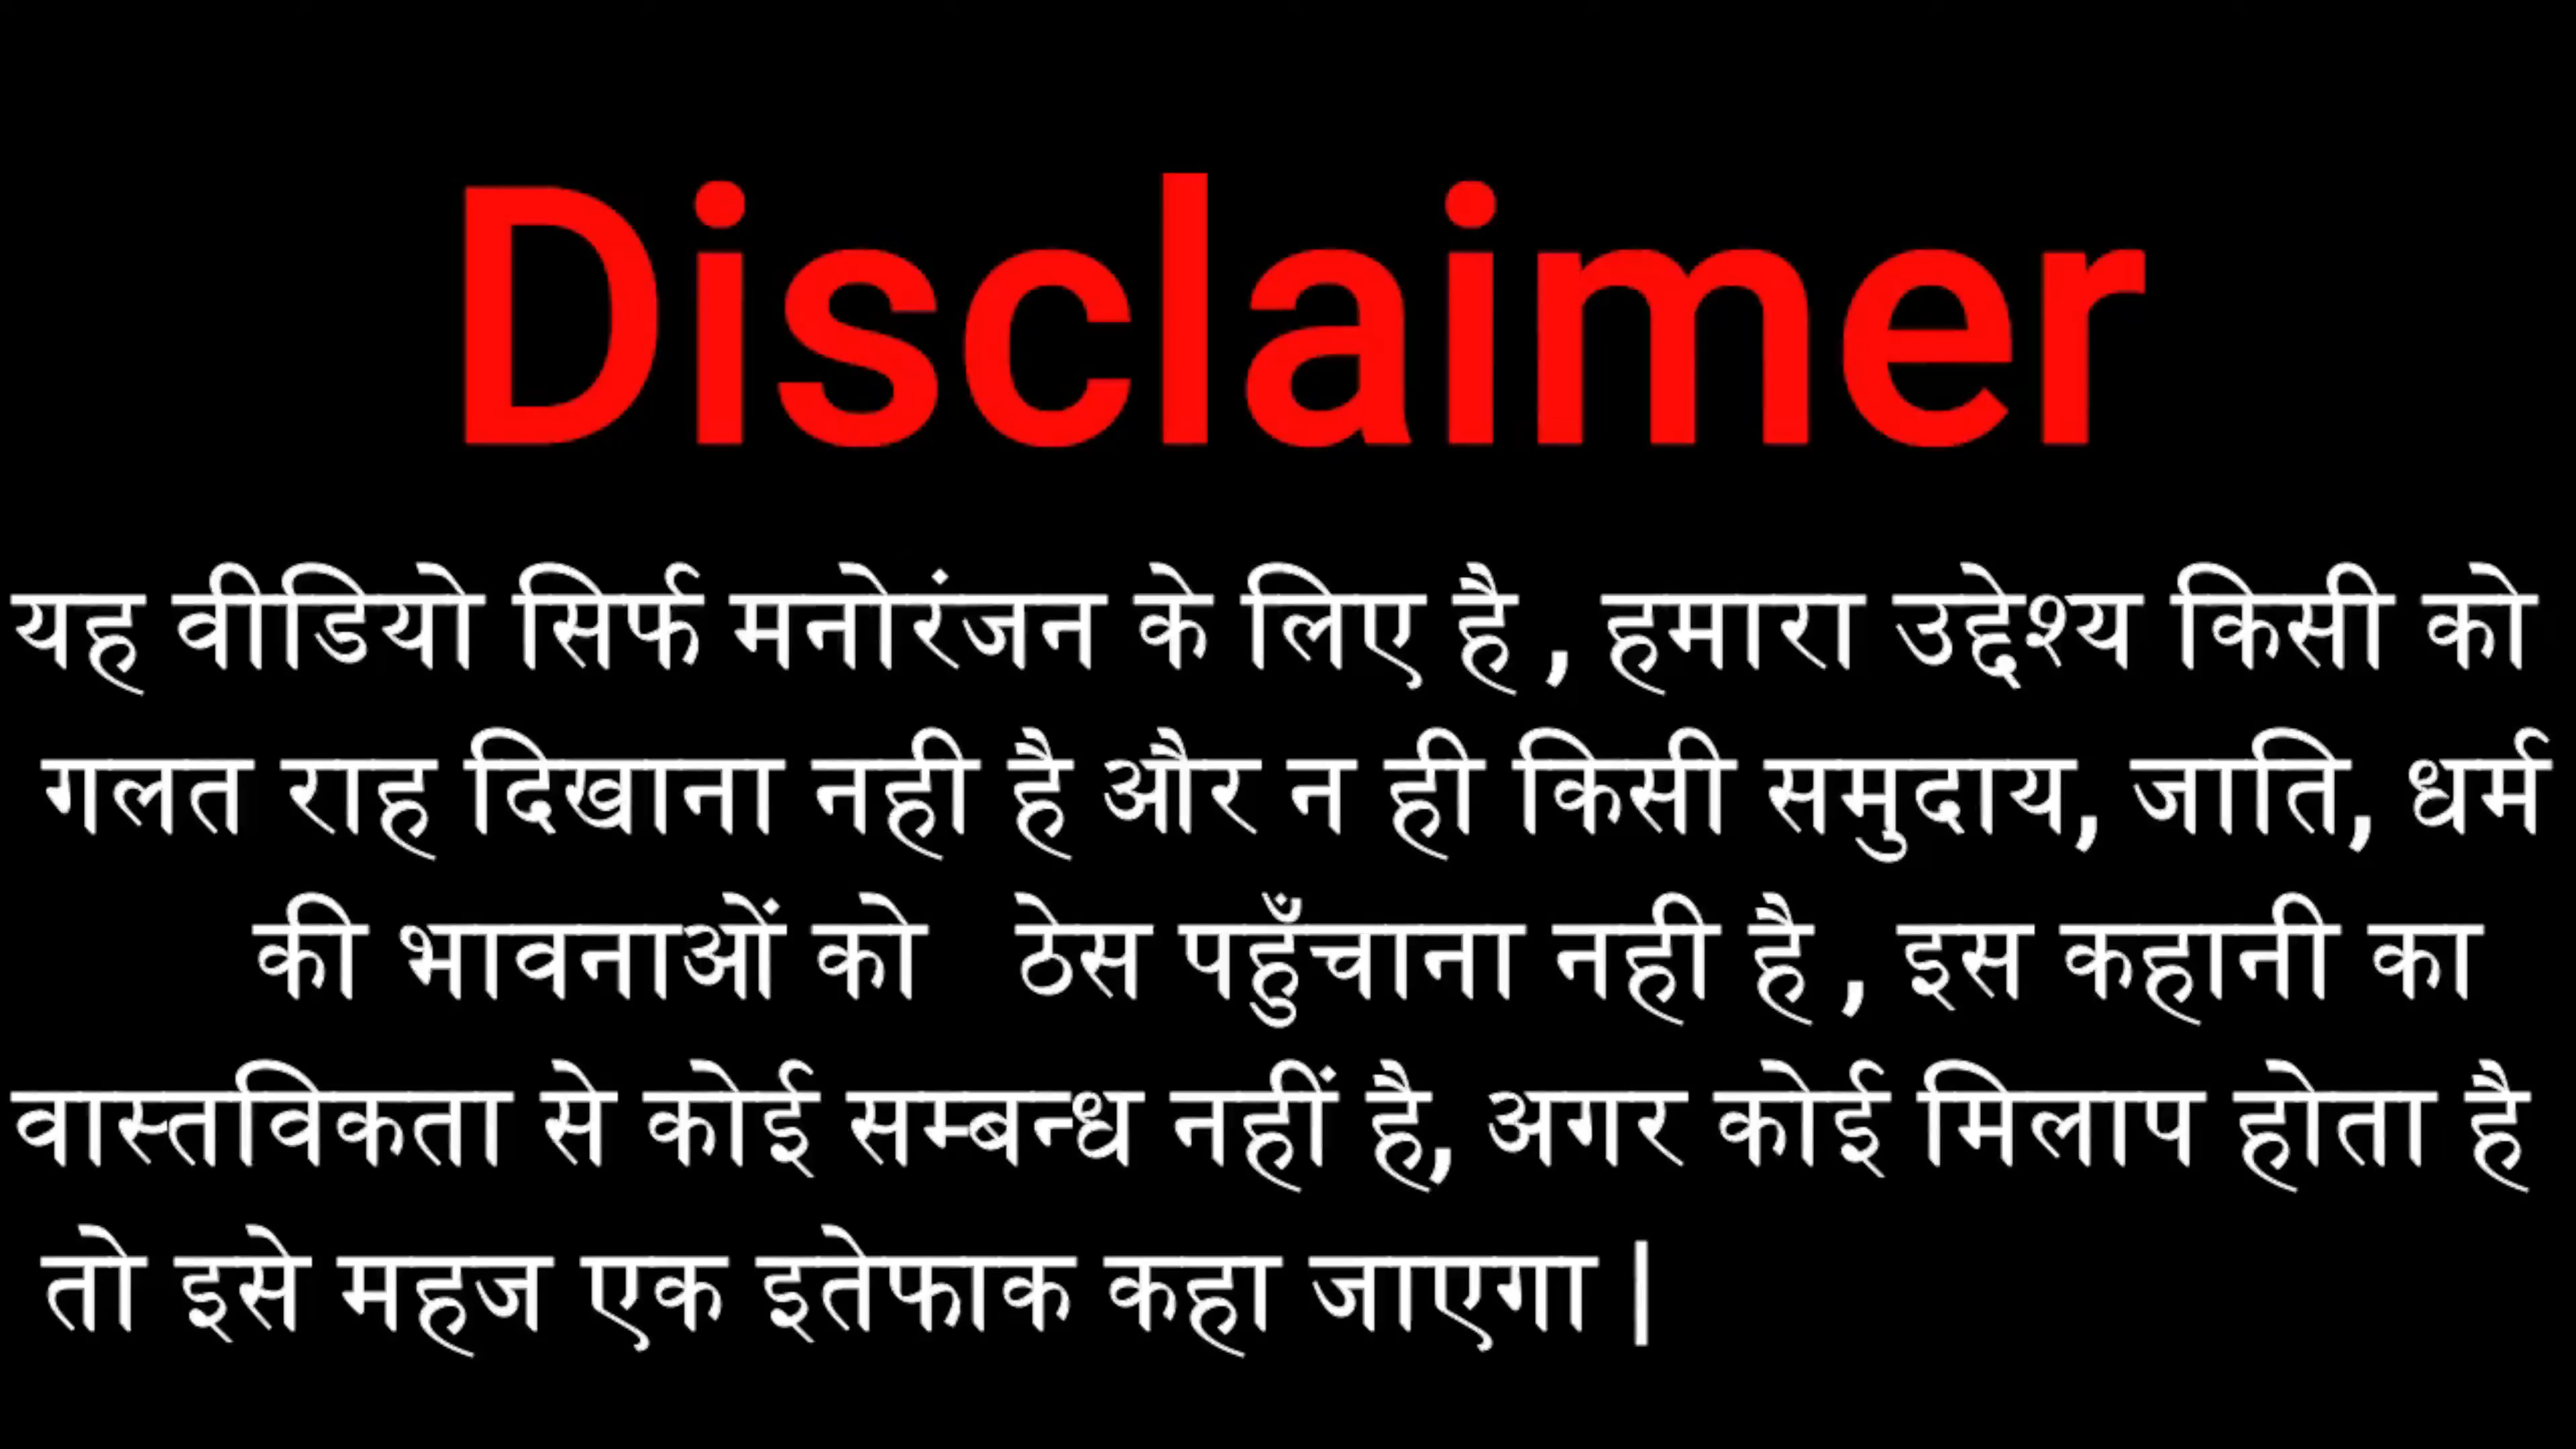 Disclaimer
यह वीडियो सिर्फ मनोरंजन के लिए है , हमारा उद्देश्य किसी को
गलत राह दिखाना नही है और न ही किसी समुदाय, जाति, धर्म
की भावनाओं को ठेस पहुँचाना नही है , इस कहानी का
वास्तविकता से कोई सम्बन्ध नहीं है, अगर कोई मिलाप होता है
तो इसे महज एक इतेफाक कहा जाएगा |